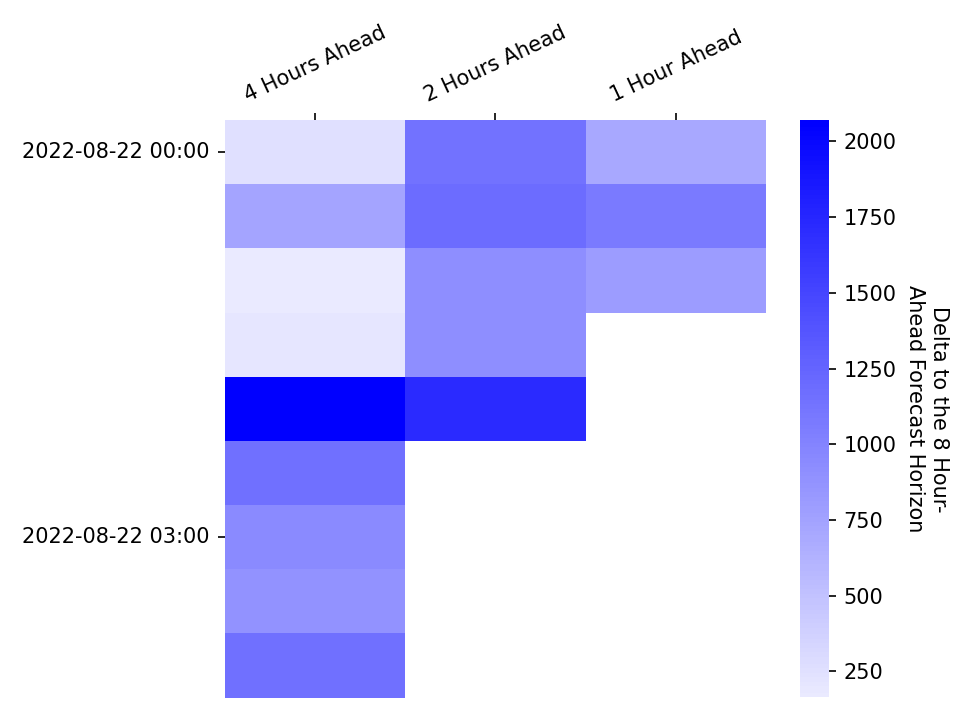 4 Hours Ahead
2 Hours Ahead
1 Hour Ahead
2022-08-22 00:00
2022-08-22 03:00
2000
1750
1500
1250
1000
750
500
250
Delta to the 8 Hour-
Ahead Forecast Horizon